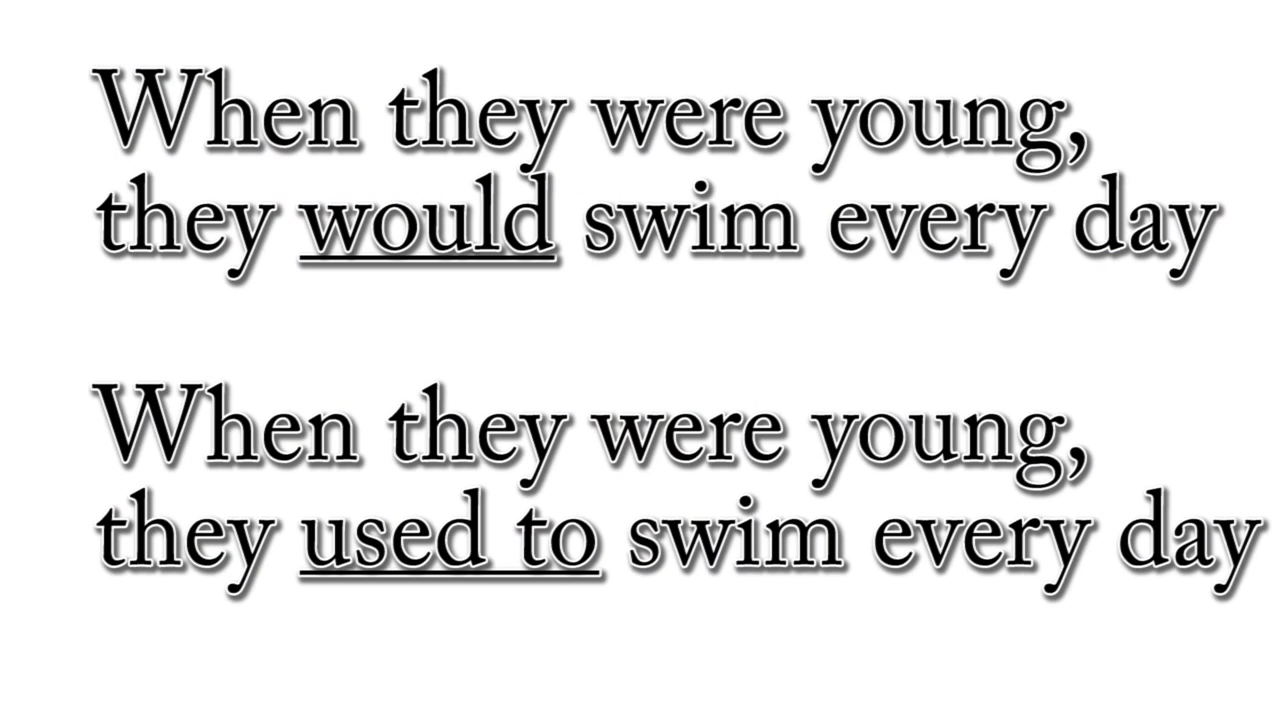 When they were young,
they would swim every day
When they were young,
they used to swim every day